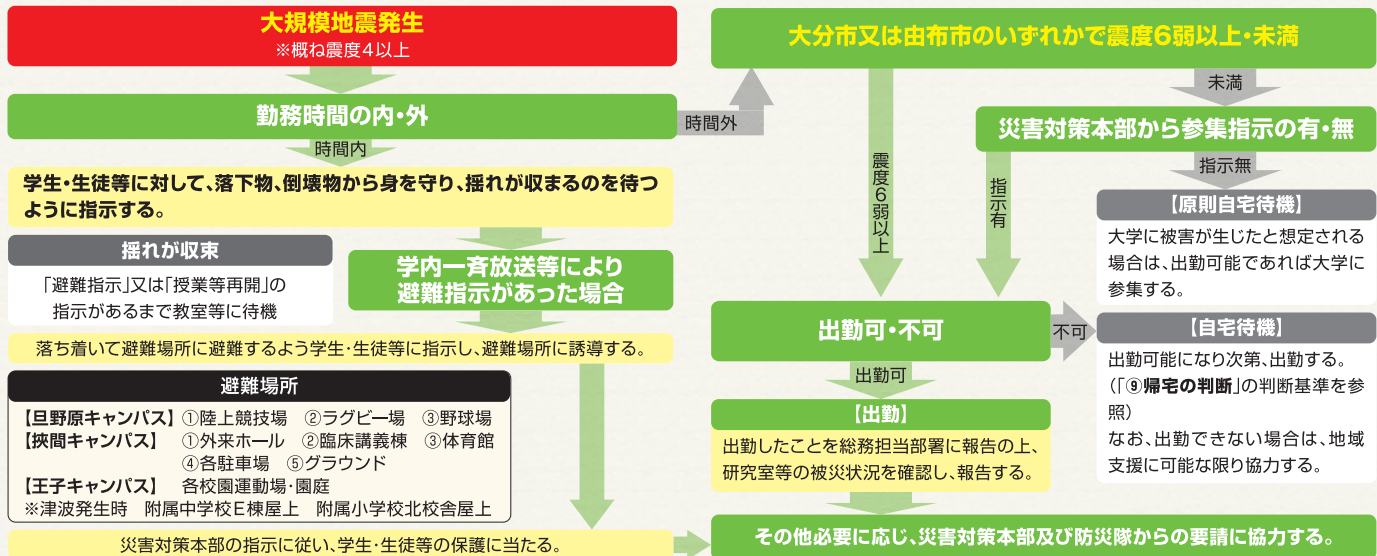 大規模地震発生
※概ね震度4以上
勤務時間の内・外
時間外
時間内
学生・生徒等に対して、落下物、倒壊物から身を守り、揺れが収まるのを待つ
ように指示する。
揺れが収束
「避難指示」又は「授業等再開」の
指示があるまで教室等に待機
学内一斉放送等により
避難指示があった場合
落ち着いて避難場所に避難するよう学生・生徒等に指示し、避難場所に誘導する。
避難場所
【旦野原キャンパス】①陸上競技場 ②ラグビー場 ③野球場
【挾間キャンパス】 ①外来ホール ②臨床講義棟 ③体育館
④各駐車場 ⑤グラウンド
【王子キャンパス】 各校園運動場・園庭
※津波発生時 附属中学校E棟屋上 附属小学校北校舎屋上
災害対策本部の指示に従い、学生・生徒等の保護に当たる。
大分市又は由布市のいずれかで震度6弱以上・未満
未満
災害対策本部から参集指示の有・無
震度6弱以上
指示有
指示無
【原則自宅待機】
大学に被害が生じたと想定される
場合は、出勤可能であれば大学に
参集する。
出勤可・不可
不可
【自宅待機】
出勤可能になり次第、出勤する。
（「⑨帰宅の判断」の判断基準を参
照）
なお、出勤できない場合は、地域
支援に可能な限り協力する。
出勤可
【出勤】
出勤したことを総務担当部署に報告の上、
研究室等の被災状況を確認し、報告する。
その他必要に応じ、災害対策本部及び防災隊からの要請に協力する。